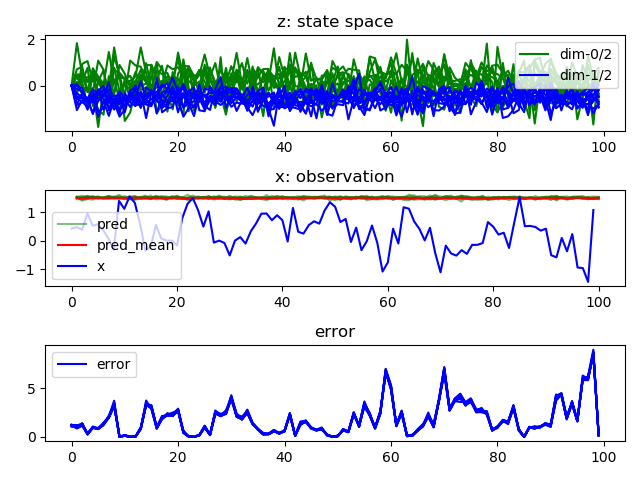 z: state space
2
0
dim-0/2
dim-1/2
0
20
40
60
80
100
x: observation
1
0
−1
pred
pred_mean
x
0
20
40
60
80
100
error
5
0
error
0
20
40
60
80
100